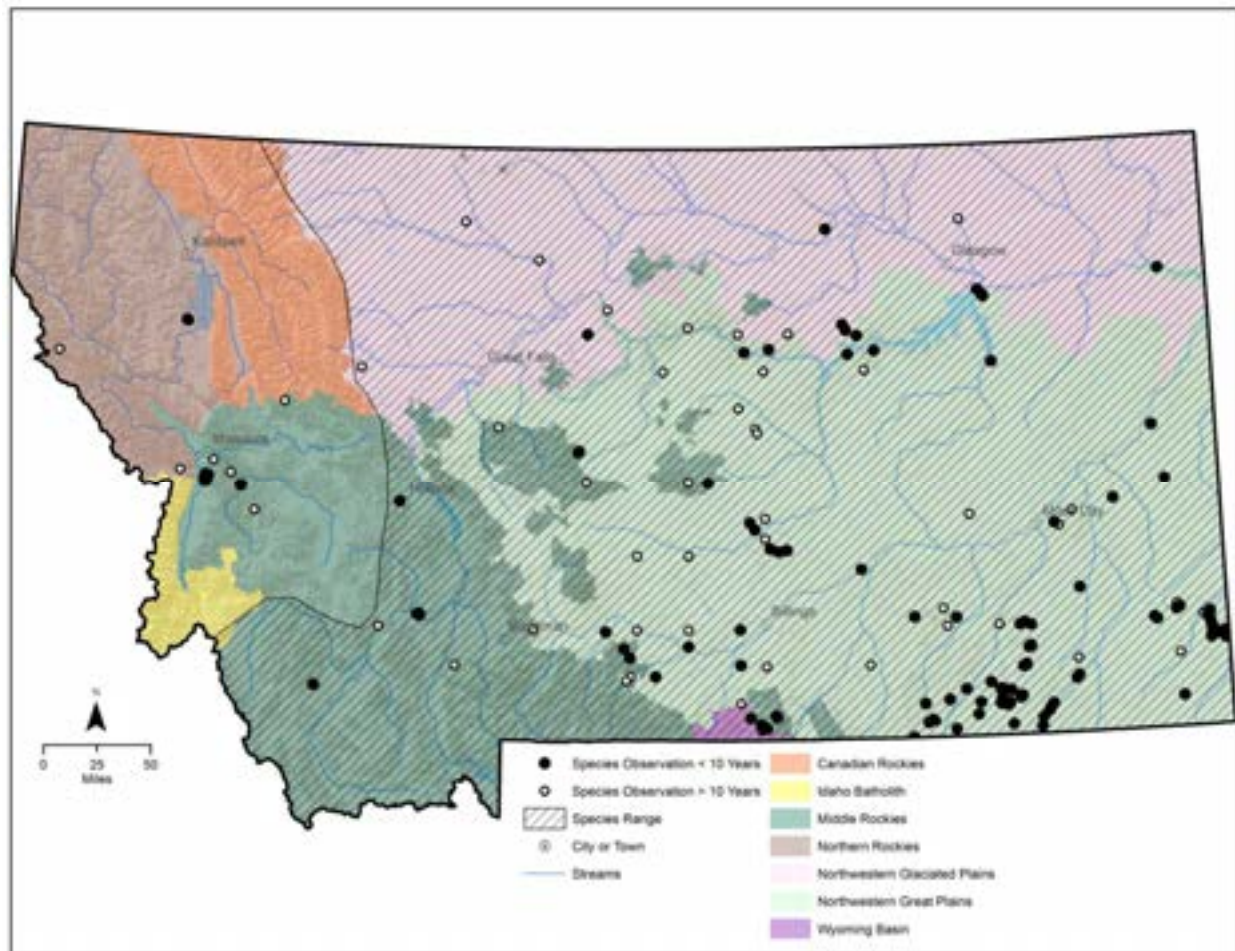 Kalispell
Glasgow
Great Falls
Missoula
Helena
Miles City
Billings
Bozeman
N
0 25 50
Miles
Species Observation < 10 Years
Species Observation > 10 Years
Species Range
City or Town
Streams
Canadian Rockies
Idaho Batholith
Middle Rockies
Northern Rockies
Northwestern Glaciated Plains
Northwestern Great Plains
Wyoming Basin